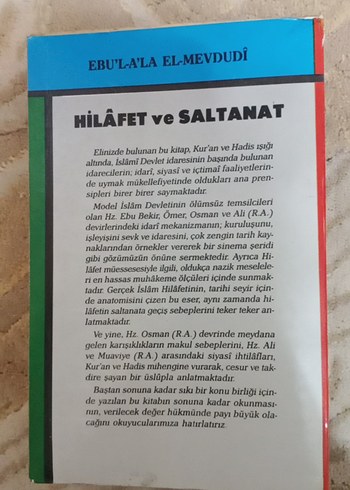 EBU'L-A'LA EL-MEVDUDÎ
HİLÂFET ve SALTANAT
Elinizde bulunan bu kitap, Kur'an ve Hadis ışığı
altında, İslâmî Devlet idaresinin başında bulunan
idarecilerin; idarî, siyasî ve içtimaî faaliyetlerin-
de uymak mükellefiyetinde oldukları ana pren-
sipleri birer birer saymaktadır.
Model İslâm Devletinin ölümsüz temsilcileri
olan Hz. Ebu Bekir, Ömer, Osman ve Ali (R.A.)
devirlerindeki idarî mekanizmanın; kuruluşunu,
işleyişini sevk ve idaresini, çok zengin tarih kay-
naklarından örnekler vererek bir sinema şeridi
gibi gözümüzün önüne sermektedir. Ayrıca Hi-
lâfet müessesesiyle ilgili, oldukça nazik meselele-
ri en hassas muhâkeme ölçüleri içinde sunmak-
tadır. Gerçek İslâm Hilâfetinin, tarihi seyir için-
de anatomisini çizen bu eser, aynı zamanda hi-
lâfetin saltanata geçiş sebeplerini teker teker an-
latmaktadır.
Ve yine, Hz. Osman (R.A.) devrinde meydana
gelen karışıklıkların makul sebeplerini, Hz. Ali
ve Muaviye (R.A.) arasındaki siyasî ihtilâfları,
Kur'an ve Hadis mihengine vurarak, cesur ve tak-
dire şayan bir üslûpla anlatmaktadır.
Baştan sonuna kadar sıkı bir konu birliği için-
de yazılan bu kitabın sonuna kadar okunması-
nın, verilecek değer hükmünde payı büyük ola-
cağını okuyucularımıza hatırlatırız.